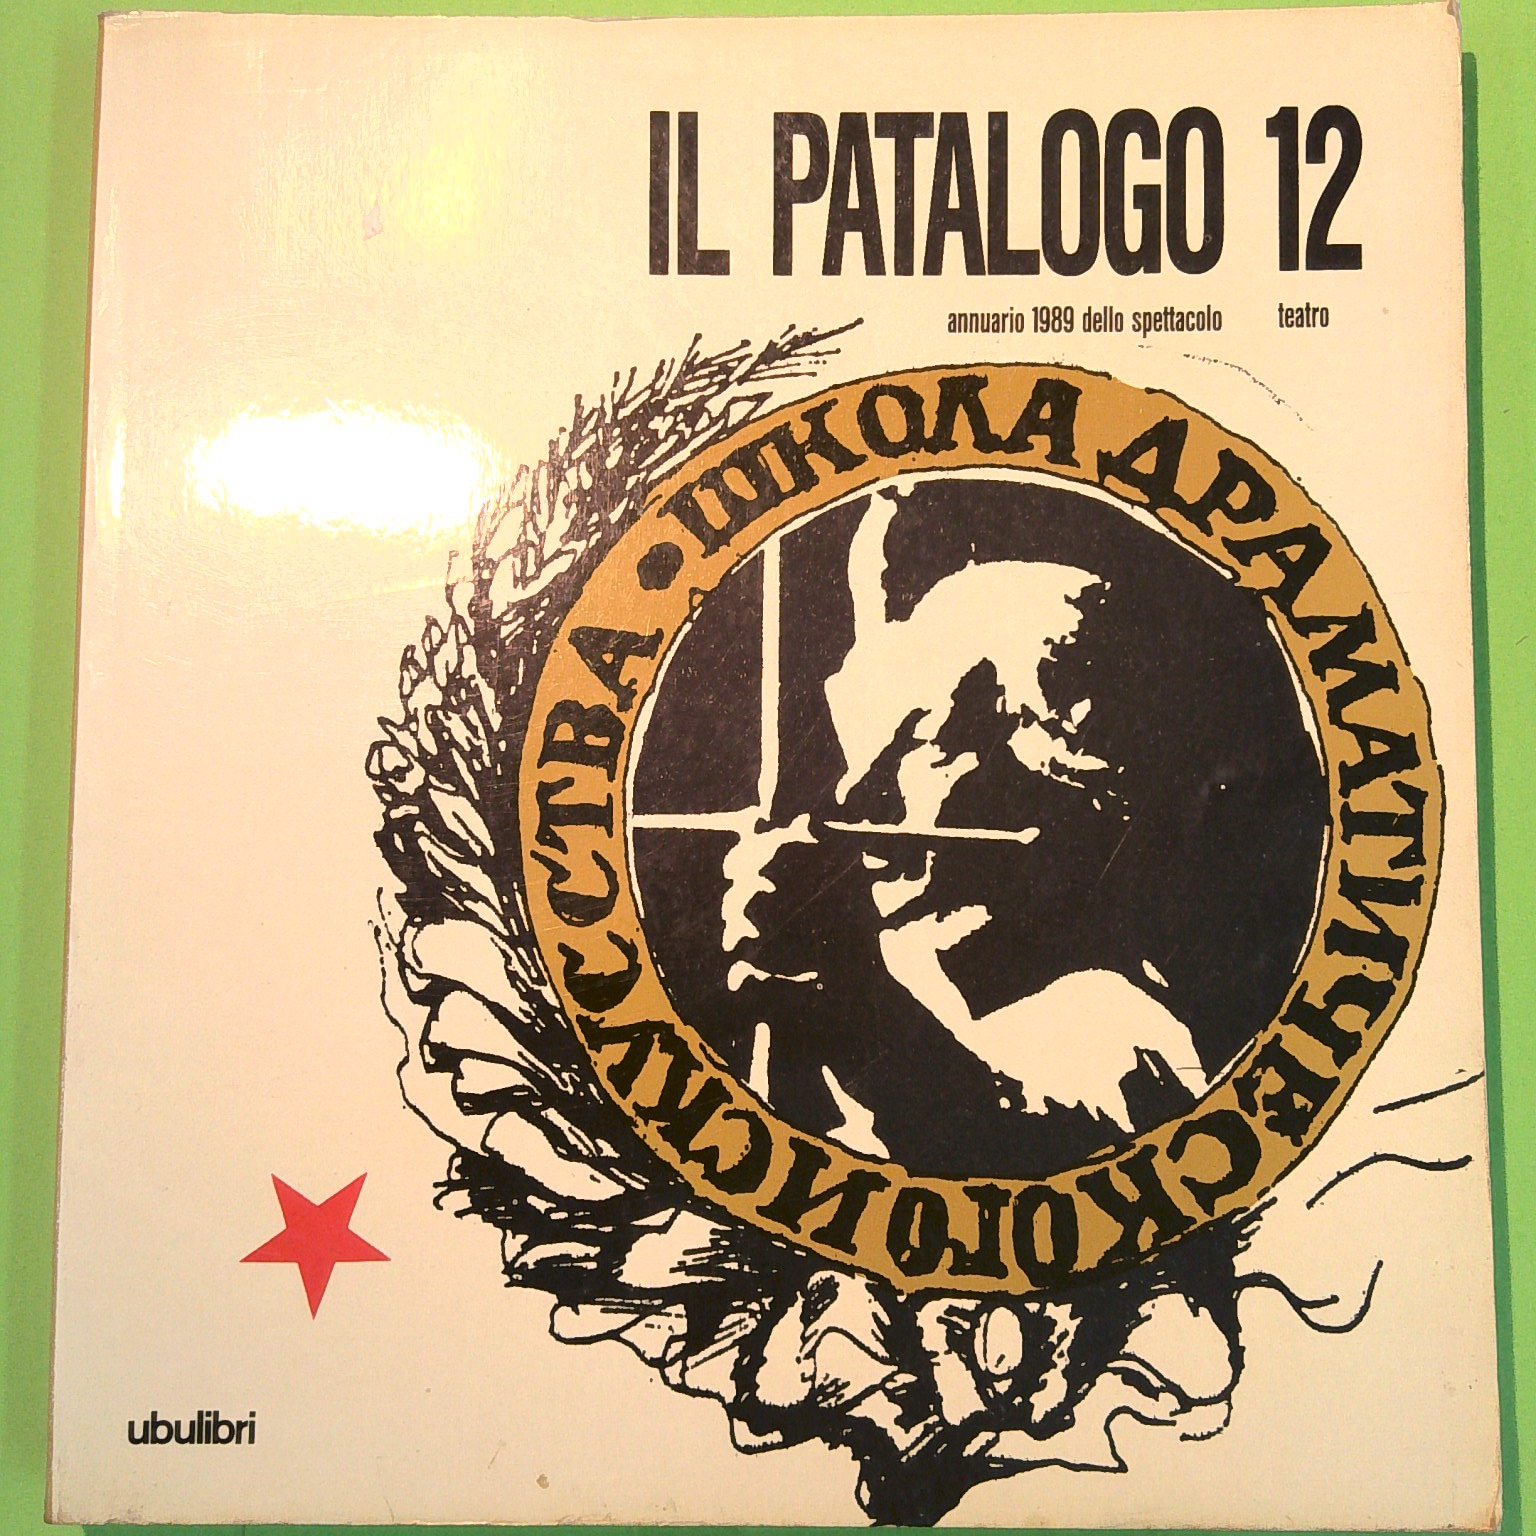 IL PATALOGO 12
annuario 1989 dello spettacolo teatro
• ШКОЛА ДРАМАТИЧЕСКОГО ИСКУССТВА
ubulibri